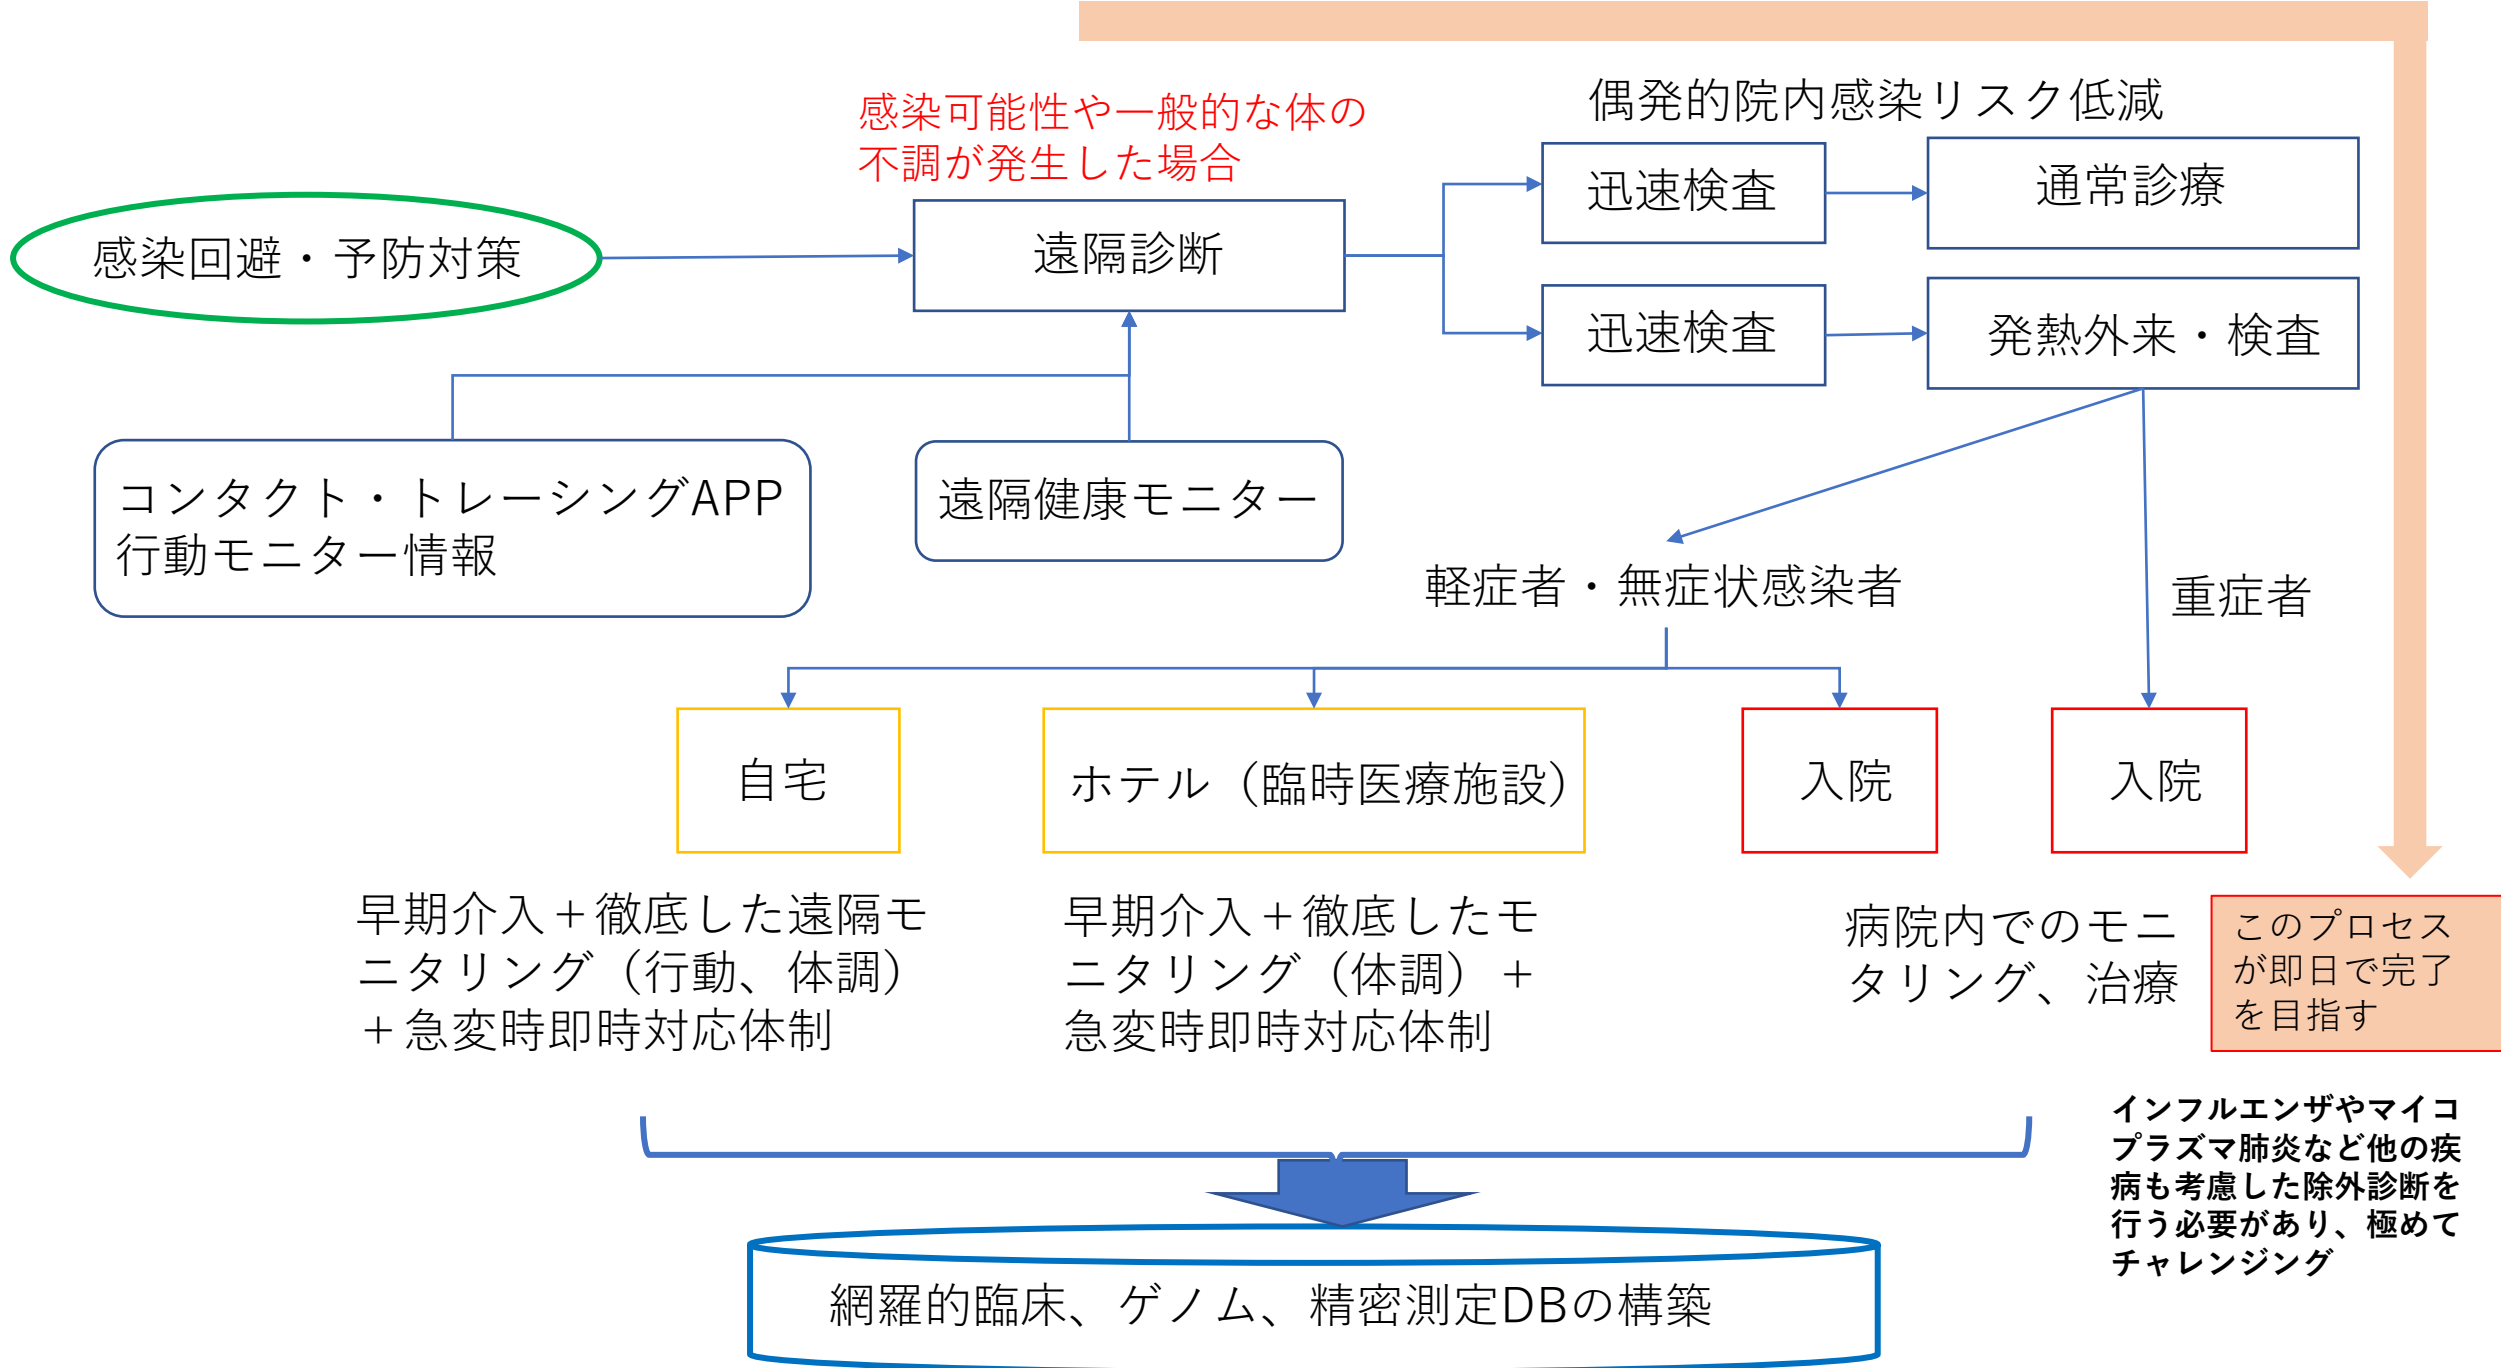 感染可能性や一般的な体の
不調が発生した場合
偶発的院内感染リスク低減
感染回避・予防対策
遠隔診断
迅速検査
通常診療
迅速検査
発熱外来・検査
コンタクト・トレーシングAPP
行動モニター情報
遠隔健康モニター
軽症者・無症状感染者
重症者
自宅
ホテル（臨時医療施設）
入院
入院
早期介入＋徹底した遠隔モ
ニタリング（行動、体調）
＋急変時即時対応体制
早期介入＋徹底したモ
ニタリング（体調）＋
急変時即時対応体制
病院内でのモニ
タリング、治療
このプロセス
が即日で完了
を目指す
インフルエンザやマイコ
プラズマ肺炎など他の疾
病も考慮した除外診断を
行う必要があり、極めて
チャレンジング
網羅的臨床、ゲノム、精密測定DBの構築